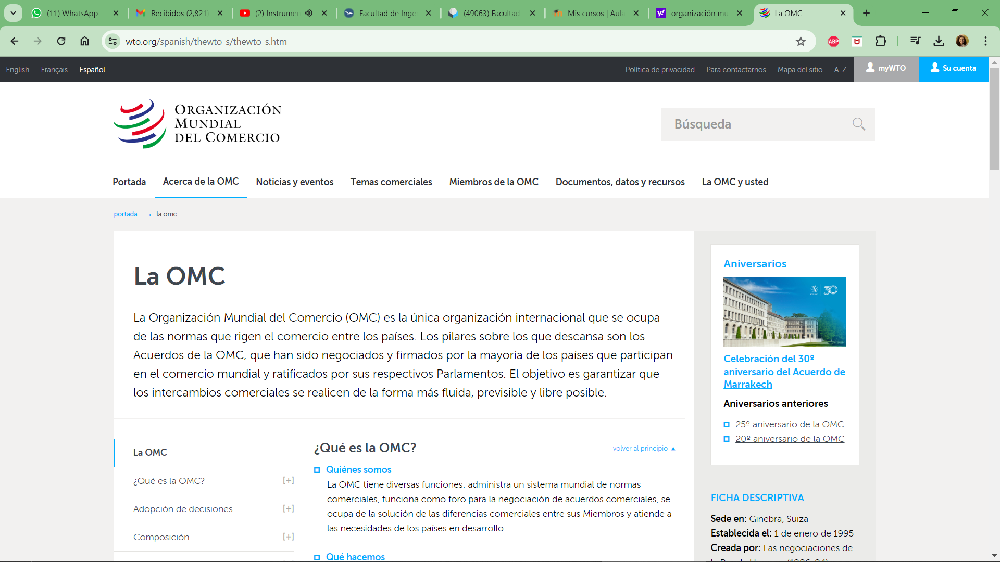 (11) WhatsApp
Recibidos (2,821)
(2) Instrumen
Facultad de Inge
(49063) Facultad
Mis cursos | Aula
organización mu
La OMC
wto.org/spanish/thewto_s/thewto_s.htm
ABP
English Français Español
Política de privacidad Para contactarnos Mapa del sitio A-Z myWTO Su cuenta
ORGANIZACIÓN
MUNDIAL
DEL COMERCIO
Búsqueda
Portada Acerca de la OMC Noticias y eventos Temas comerciales Miembros de la OMC Documentos, datos y recursos La OMC y usted
portada la omc
La OMC
La Organización Mundial del Comercio (OMC) es la única organización internacional que se ocupa
de las normas que rigen el comercio entre los países. Los pilares sobre los que descansa son los
Acuerdos de la OMC, que han sido negociados y firmados por la mayoría de los países que participan
en el comercio mundial y ratificados por sus respectivos Parlamentos. El objetivo es garantizar que
los intercambios comerciales se realicen de la forma más fluida, previsible y libre posible.
La OMC
¿Qué es la OMC? [+]
Adopción de decisiones [+]
Composición [+]
¿Qué es la OMC?
volver al principio
Quiénes somos
La OMC tiene diversas funciones: administra un sistema mundial de normas
comerciales, funciona como foro para la negociación de acuerdos comerciales, se
ocupa de la solución de las diferencias comerciales entre sus Miembros y atiende a
las necesidades de los países en desarrollo.
Qué hacemos
Aniversarios
30
Celebración del 30º
aniversario del Acuerdo de
Marrakech
Aniversarios anteriores
25º aniversario de la OMC
20º aniversario de la OMC
FICHA DESCRIPTIVA
Sede en: Ginebra, Suiza
Establecida el: 1 de enero de 1995
Creada por: Las negociaciones de